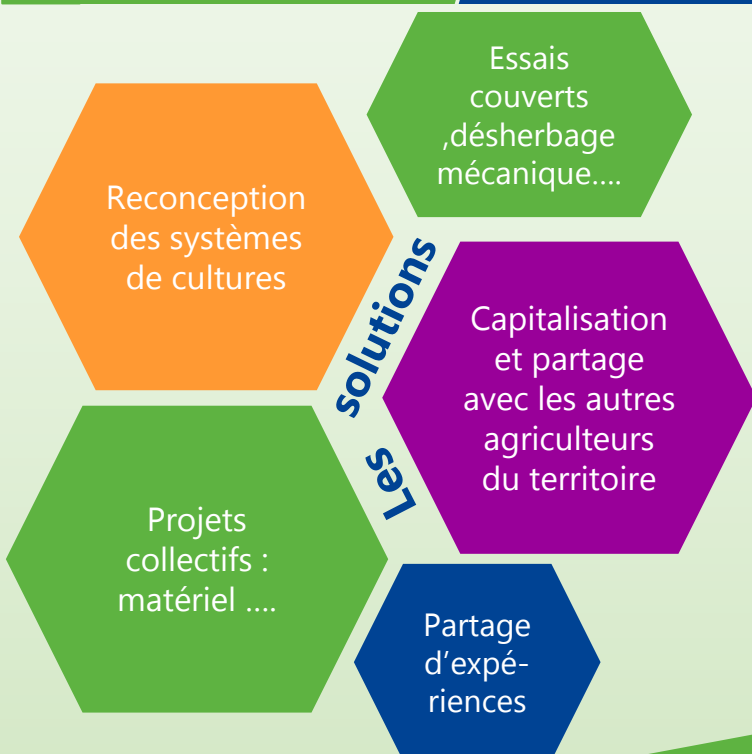 Essais
couverts
,désherbage
mécanique....
Reconception
des systèmes
de cultures
Les solutions
Capitalisation
et partage
avec les autres
agriculteurs
du territoire
Projets
collectifs :
matériel ....
Partage
d’expé-
riences